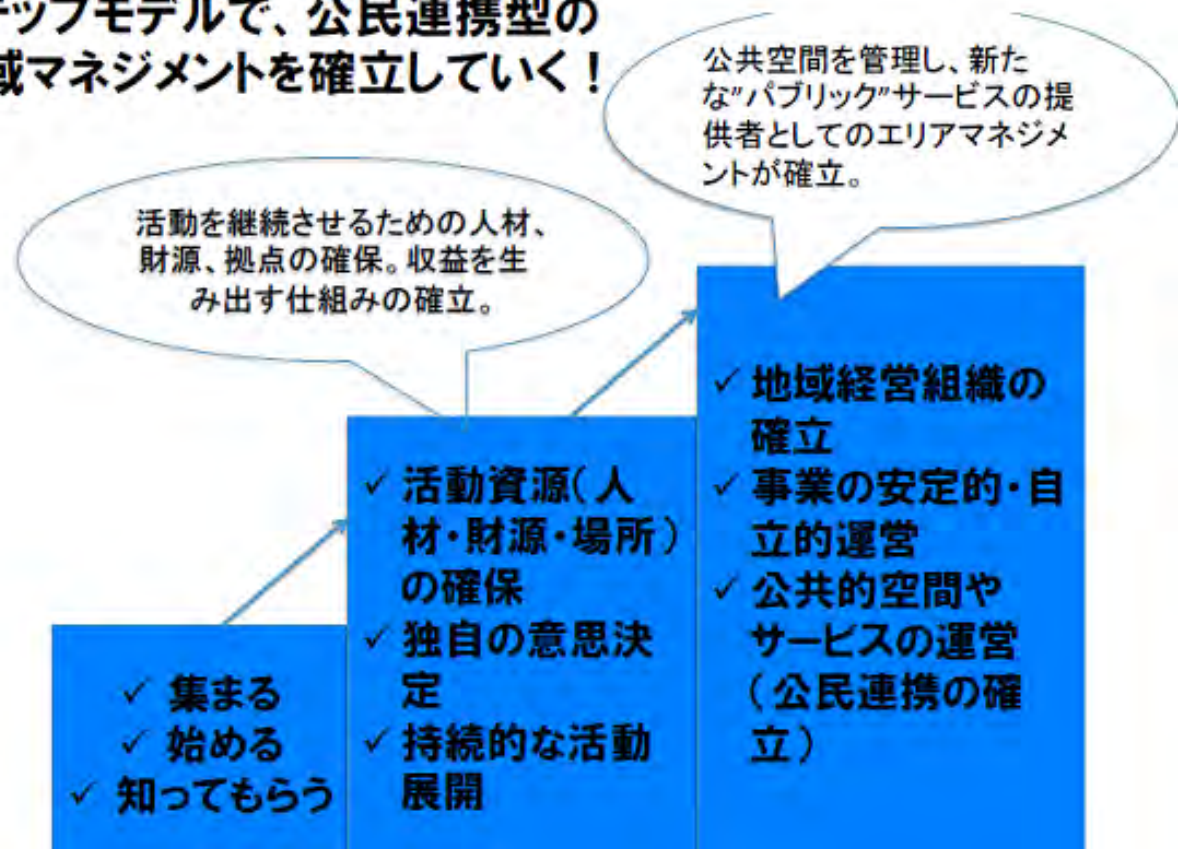 テップモデルで、公民連携型の
域マネジメントを確立していく!
公共空間を管理し、新た
な"パブリック"サービスの提
供者としてのエリアマネジメ
ントが確立。
活動を継続させるための人材、
財源、拠点の確保。収益を生
み出す仕組みの確立。
✓ 集まる
✓ 始める
✓ 知ってもらう
✓ 活動資源(人
材・財源・場所)
の確保
✓ 独自の意思決
定
✓ 持続的な活動
展開
✓ 地域経営組織の
確立
✓ 事業の安定的・自
立的運営
✓ 公共的空間や
サービスの運営
(公民連携の確
立)